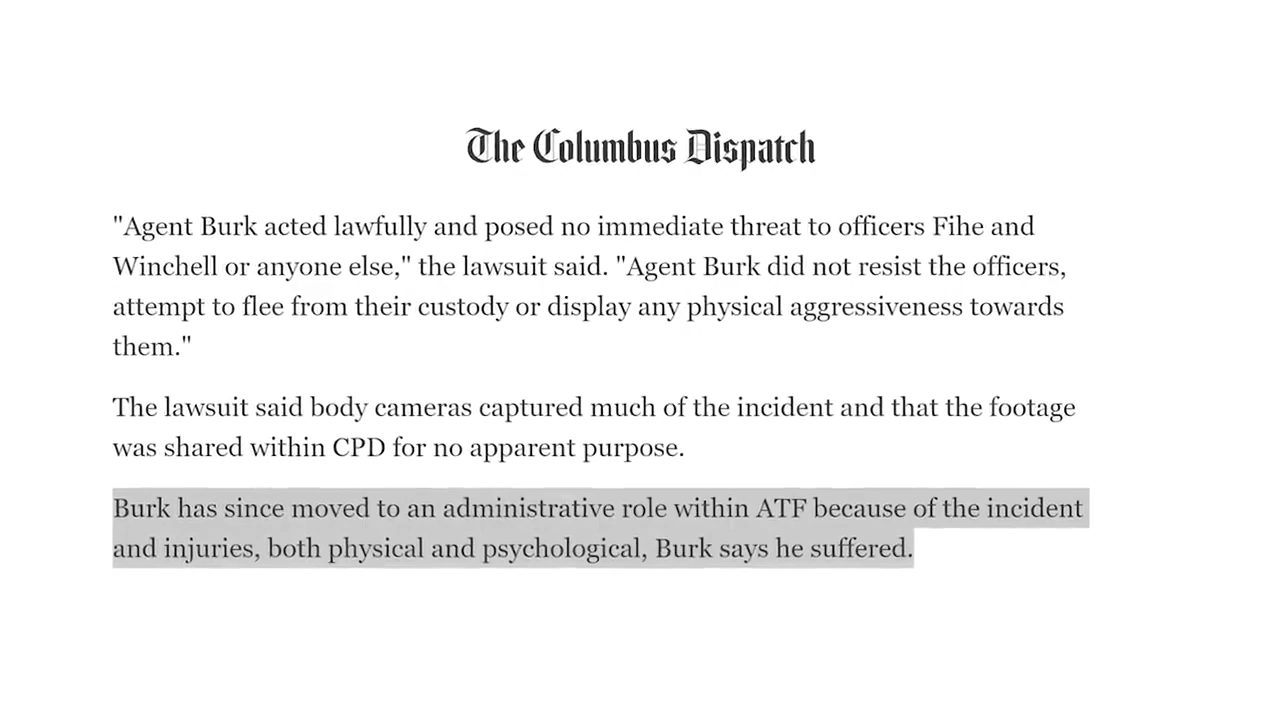 The Columbus Dispatch
"Agent Burk acted lawfully and posed no immediate threat to officers Fihe and
Winchell or anyone else," the lawsuit said. "Agent Burk did not resist the officers,
attempt to flee from their custody or display any physical aggressiveness towards
them."
The lawsuit said body cameras captured much of the incident and that the footage
was shared within CPD for no apparent purpose.
Burk has since moved to an administrative role within ATF because of the incident
and injuries, both physical and psychological, Burk says he suffered.